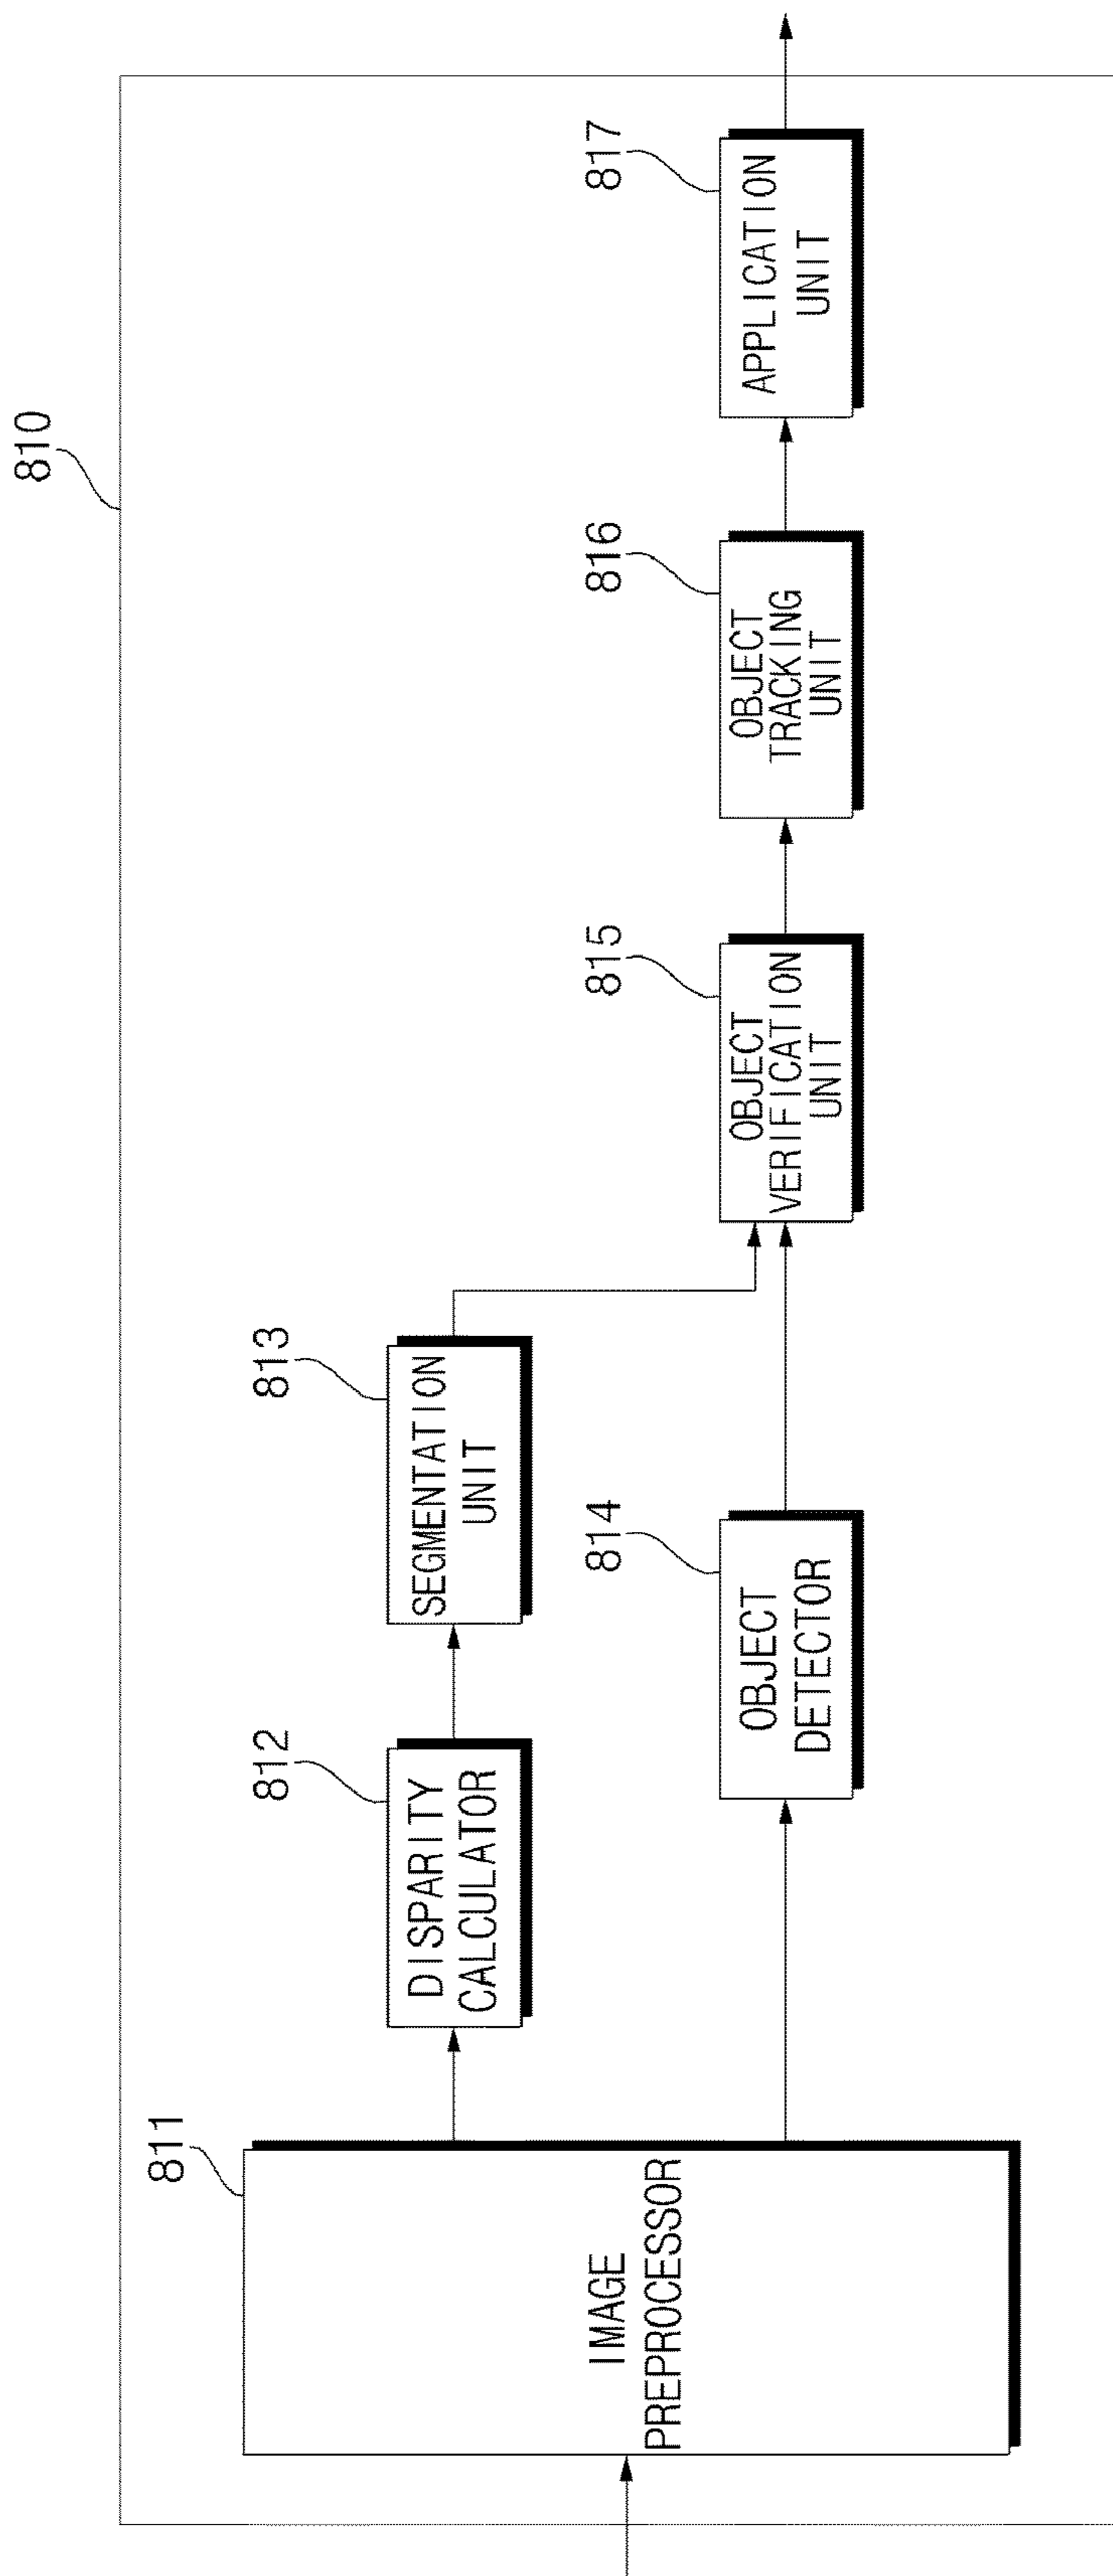 810
811
IMAGE
PREPROCESSOR
812
DISPARITY
CALCULATOR
813
SEGMENTATION
UNIT
814
OBJECT
DETECTOR
815
OBJECT
VERIFICATION
UNIT
816
OBJECT
TRACKING
UNIT
817
APPLICATION
UNIT